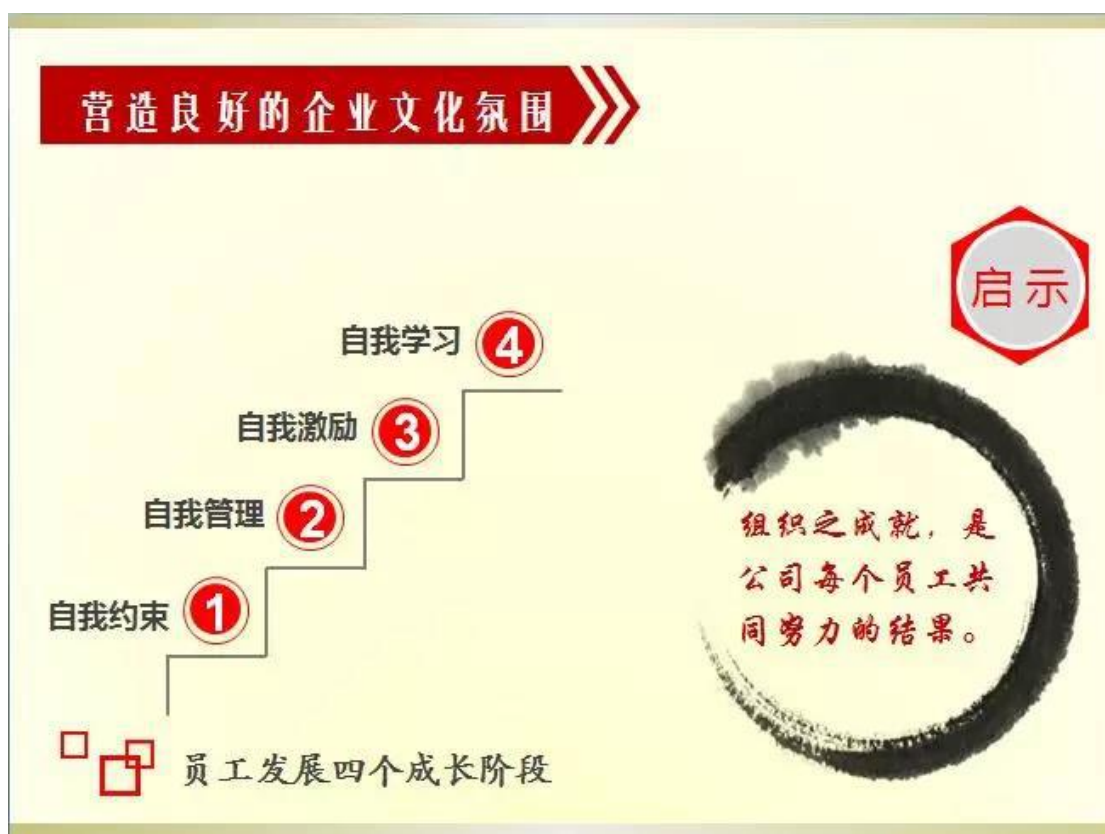 营造良好的企业文化氛围
启示
自我学习 4
自我激励 3
自我管理 2
自我约束 1
组织之成就，是
公司每个员工共
同努力的结果。
员工发展四个成长阶段